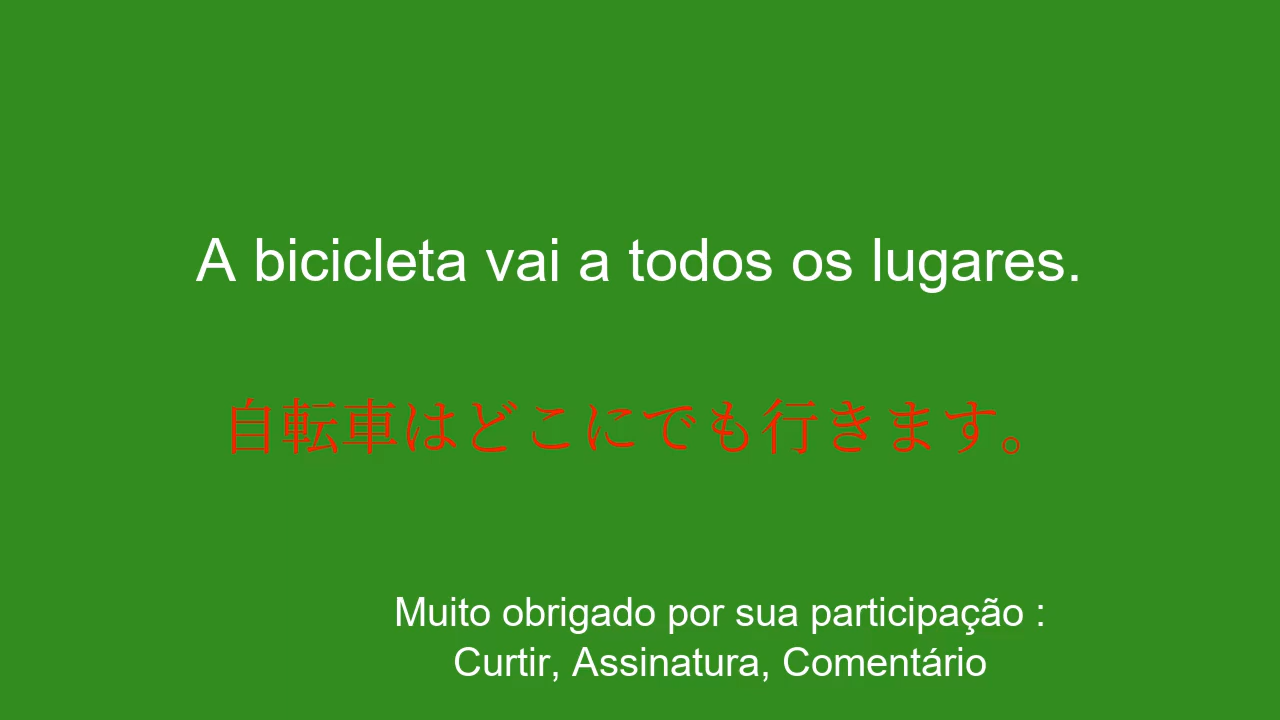 A bicicleta vai a todos os lugares.
自転車はどこにでも行きます。
Muito obrigado por sua participação :
Curtir, Assinatura, Comentário